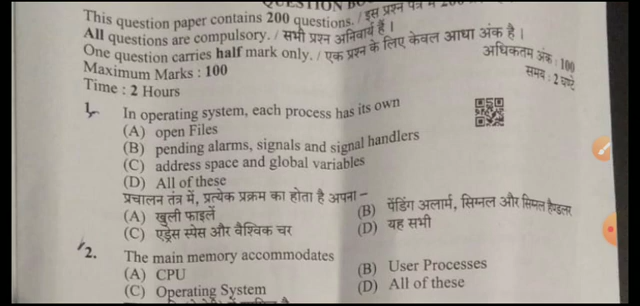 QUESTION BO
This question paper contains 200 questions. / इस प्रश्न पत्र में 200
All questions are compulsory. / सभी प्रश्न अनिवार्य हैं ।
One question carries half mark only. / एक प्रश्न के लिए केवल आधा अंक है ।
Maximum Marks : 100 अधिकतम अंक : 100
Time : 2 Hours समय : 2 घण्टे
1. In operating system, each process has its own
(A) open Files
(B) pending alarms, signals and signal handlers
(C) address space and global variables
(D) All of these
प्रचालन तंत्र में, प्रत्येक प्रक्रम का होता है अपना –
(A) खुली फाइलें (B) पेंडिंग अलार्म, सिग्नल और सिग्नल हैण्डलर
(C) एड्रेस स्पेस और वैश्विक चर (D) यह सभी
2. The main memory accommodates
(A) CPU (B) User Processes
(C) Operating System (D) All of these